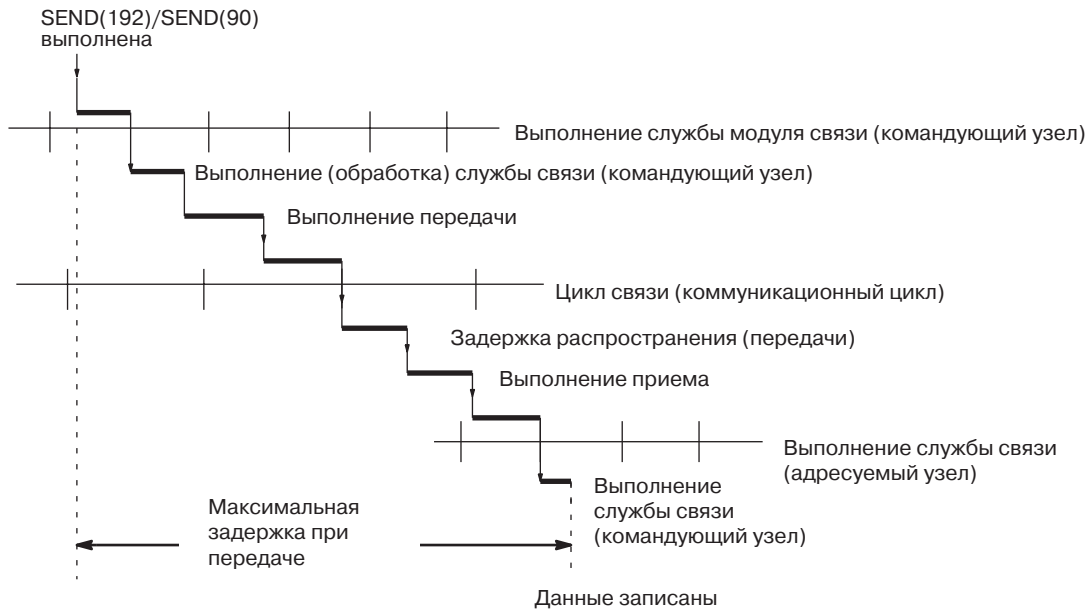 SEND(192)/SEND(90)
выполнена
Выполнение службы модуля связи (командующий узел)
Выполнение (обработка) службы связи (командующий узел)
Выполнение передачи
Цикл связи (коммуникационный цикл)
Задержка распространения (передачи)
Выполнение приема
Выполнение службы связи
(адресуемый узел)
Выполнение
службы связи
(командующий узел)
Максимальная
задержка при
передаче
Данные записаны